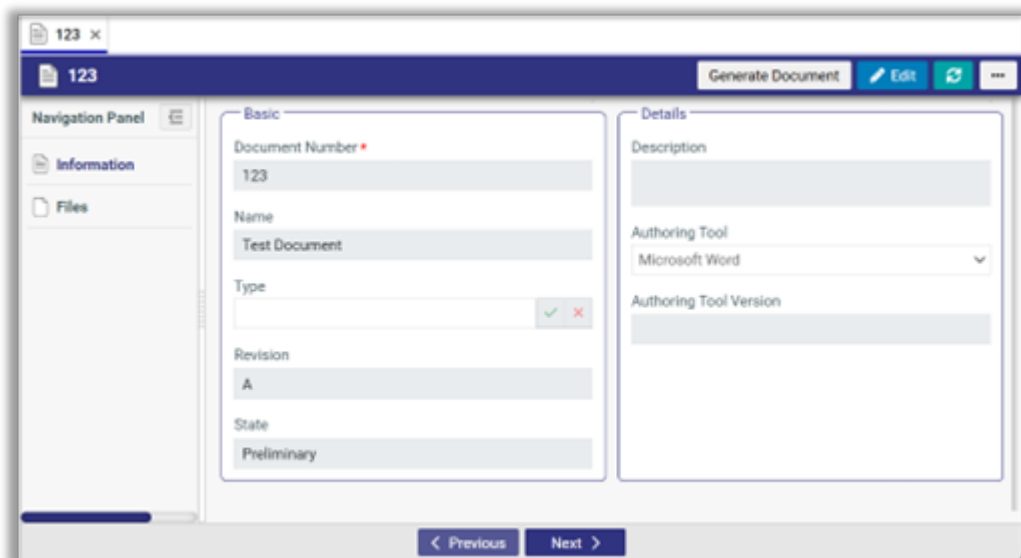 123 ×
123
Generate Document
Edit
Navigation Panel
Information
Files
Basic
Document Number *
123
Name
Test Document
Type
Revision
A
State
Preliminary
Details
Description
Authoring Tool
Microsoft Word
Authoring Tool Version
< Previous
Next >